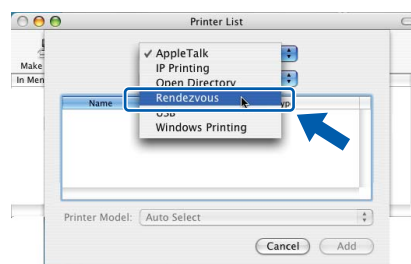 Printer List
Make
In Men
✓ AppleTalk
IP Printing
Open Directory
Rendezvous
USB
Windows Printing
Name
Printer Model: Auto Select
Cancel Add